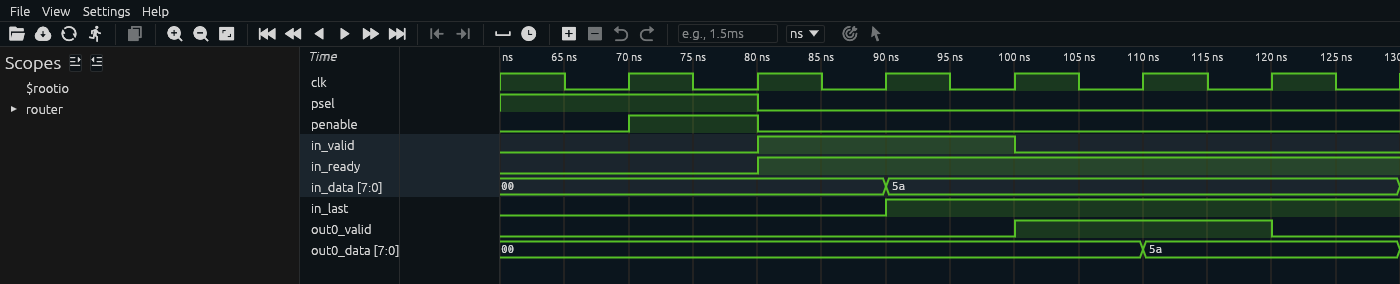 File View Settings Help
e.g., 1.5ms ns
Scopes
$rootio
router
Time
ns 65 ns 70 ns 75 ns 80 ns 85 ns 90 ns 95 ns 100 ns 105 ns 110 ns 115 ns 120 ns 125 ns 130
clk
psel
penable
in_valid
in_ready
in_data [7:0] 00 5a
in_last
out0_valid
out0_data [7:0] 00 5a